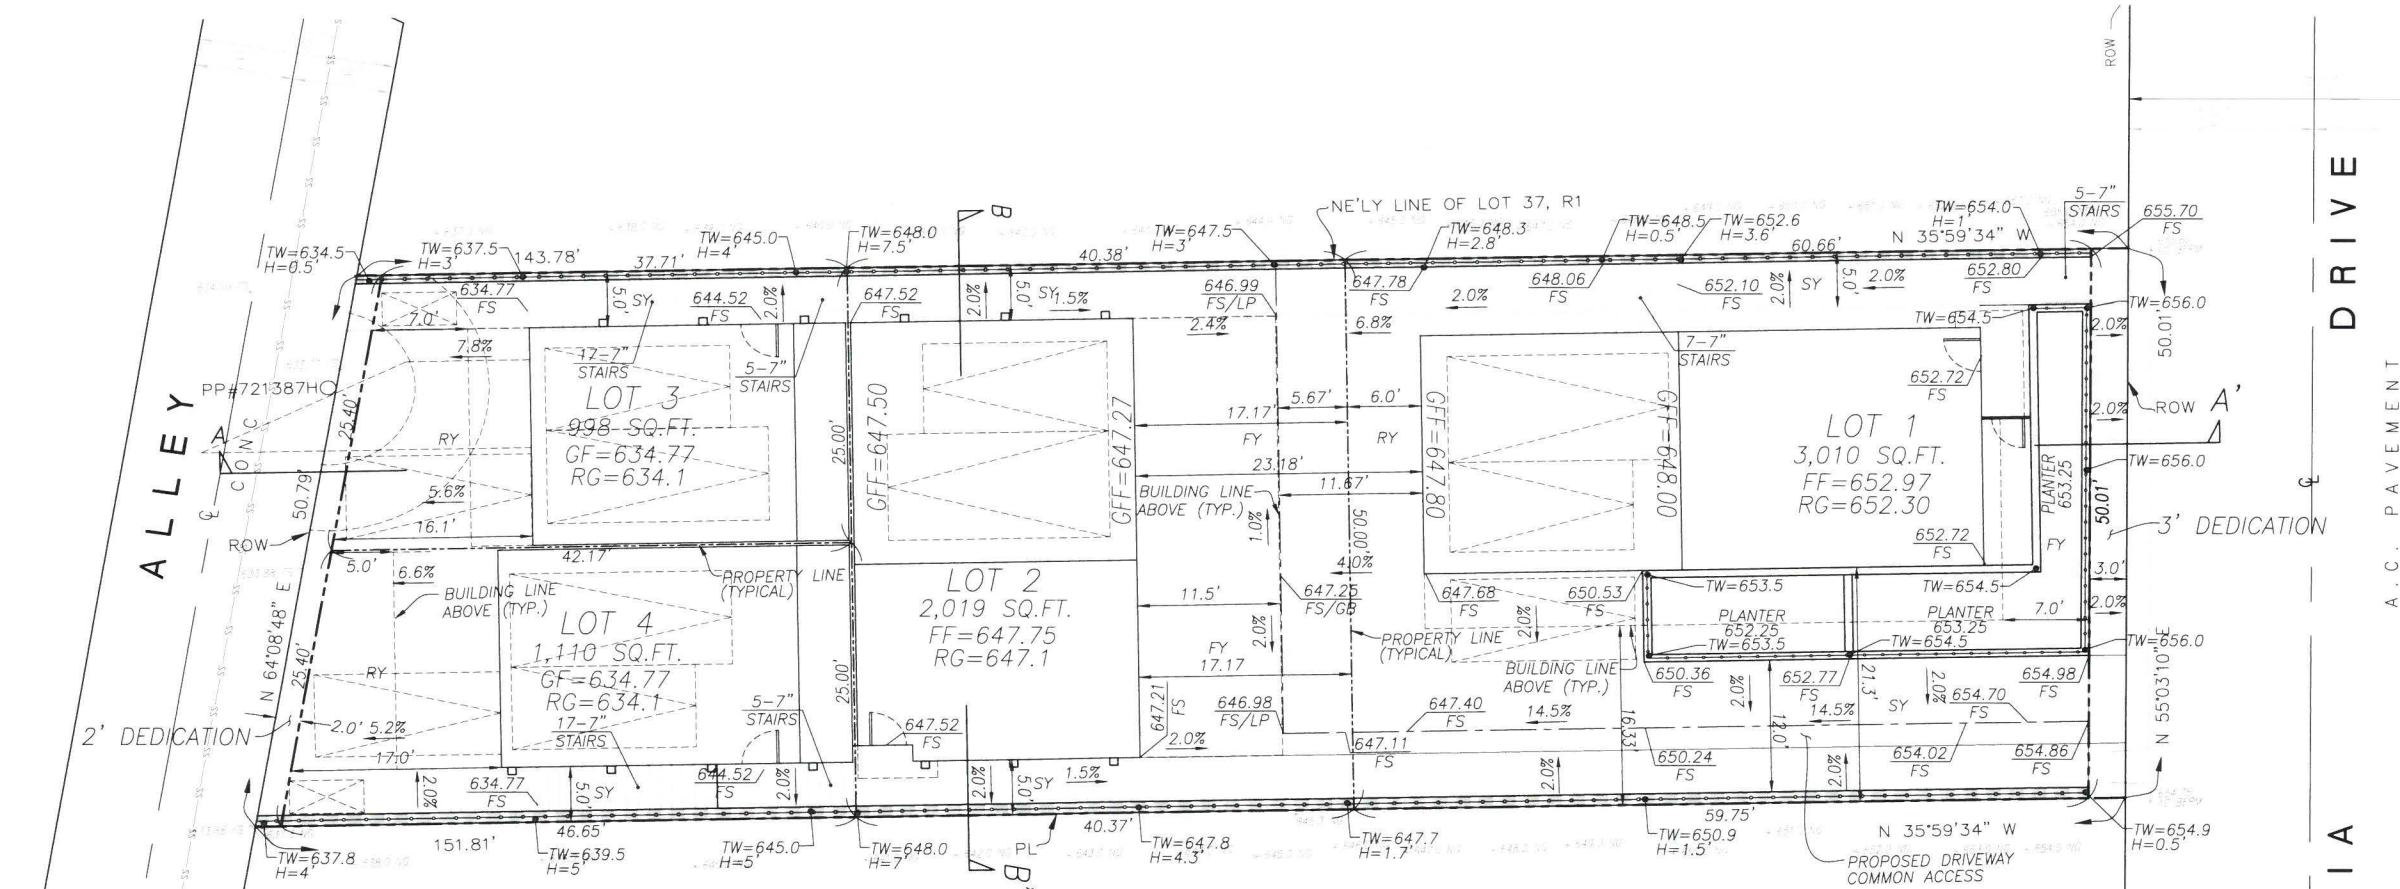 ROW
DRIVE
NE'LY LINE OF LOT 37, R1
B
TW=634.5
H=0.5'
TW=637.5
H=3'
143.78'
37.71'
TW=645.0
H=4'
TW=648.0
H=7.5'
40.38'
TW=647.5
H=3'
TW=648.3
H=2.8'
TW=648.5
H=0.5'
TW=652.6
H=3.6'
60.66'
TW=654.0
H=1'
N 35°59'34" W
5-7"
STAIRS
655.70
FS
634.77
FS
5.0'
SY
644.52
FS
2.0%
647.52
FS
2.0%
5.0'
SY
1.5%
646.99
FS/LP
647.78
FS
2.0%
648.06
FS
652.10
FS
2.0%
SY
5.0'
2.0%
652.80
FS
TW=656.0
TW=654.5
2.0%
50.01'
7.0'
7.8%
2.4%
6.8%
17-7"
STAIRS
5-7"
STAIRS
7-7"
STAIRS
652.72
FS
ALLEY
PP#721387H
CONC
A
25.40'
RY
LOT 3
998 SQ.FT.
GF=634.77
RG=634.1
25.00'
GFF=647.50
GFF=647.27
5.67'
6.0'
17.17'
FY
RY
23.18'
11.67'
BUILDING LINE
ABOVE (TYP.)
1.0%
50.00'
GFF=647.80
GFF=648.00
LOT 1
3,010 SQ.FT.
FF=652.97
RG=652.30
2.0%
ROW
A'
TW=656.0
PLANTER
653.25
FY
50.01'
3' DEDICATION
A.C. PAVEMENT
652.72
FS
50.79'
5.6%
16.1'
ROW
42.17'
5.0'
6.6%
BUILDING LINE
ABOVE (TYP.)
PROPERTY LINE
(TYPICAL)
4.0%
N 64°08'48" E
LOT 4
1,110 SQ.FT.
GF=634.77
RG=634.1
LOT 2
2,019 SQ.FT.
FF=647.75
RG=647.1
11.5'
647.25
FS/GB
2.0%
647.68
FS
650.53
FS
2.0%
TW=653.5
TW=654.5
3.0'
2.0%
PLANTER
652.25
PLANTER
653.25
7.0'
TW=653.5
TW=654.5
TW=656.0
25.40'
RY
25.00'
FY
17.17
PROPERTY LINE
(TYPICAL)
BUILDING LINE
ABOVE (TYP.)
650.36
FS
2.0%
652.77
FS
21.3'
SY
2.0%
654.70
FS
654.98
FS
N 55°03'10" E
2' DEDICATION
2.0'
5.2%
17.0'
17-7"
STAIRS
5-7"
STAIRS
647.52
FS
647.21
FS
2.0%
646.98
FS/LP
647.40
FS
14.5%
16.33'
12.0'
14.5%
647.11
FS
650.24
FS
654.02
FS
654.86
FS
2.0%
634.77
FS
5.0'
SY
644.52
FS
2.0%
2.0%
5.0'
SY
1.5%
2.0%
2.0%
TW=637.8
H=4'
151.81'
46.65'
TW=639.5
H=5'
TW=645.0
H=5'
TW=648.0
H=7'
B'
PL
40.37'
TW=647.8
H=4.3'
TW=647.7
H=1.7'
TW=650.9
H=1.5'
59.75'
N 35°59'34" W
PROPOSED DRIVEWAY
COMMON ACCESS
TW=654.9
H=0.5'
IA